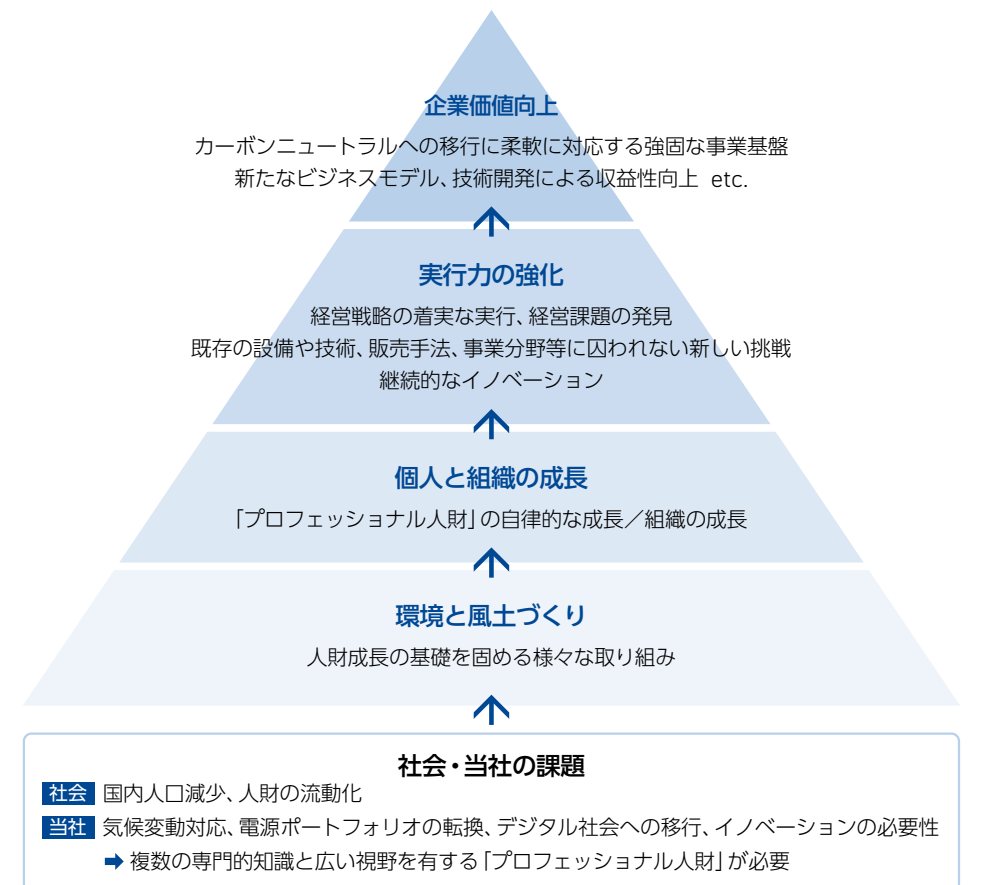 企業価値向上
カーボンニュートラルへの移行に柔軟に対応する強固な事業基盤
新たなビジネスモデル、技術開発による収益性向上 etc.
実行力の強化
経営戦略の着実な実行、経営課題の発見
既存の設備や技術、販売手法、事業分野等に囚われない新しい挑戦
継続的なイノベーション
個人と組織の成長
「プロフェッショナル人財」の自律的な成長／組織の成長
環境と風土づくり
人財成長の基礎を固める様々な取り組み
社会・当社の課題
社会 国内人口減少、人財の流動化
当社 気候変動対応、電源ポートフォリオの転換、デジタル社会への移行、イノベーションの必要性
➡ 複数の専門的知識と広い視野を有する「プロフェッショナル人財」が必要